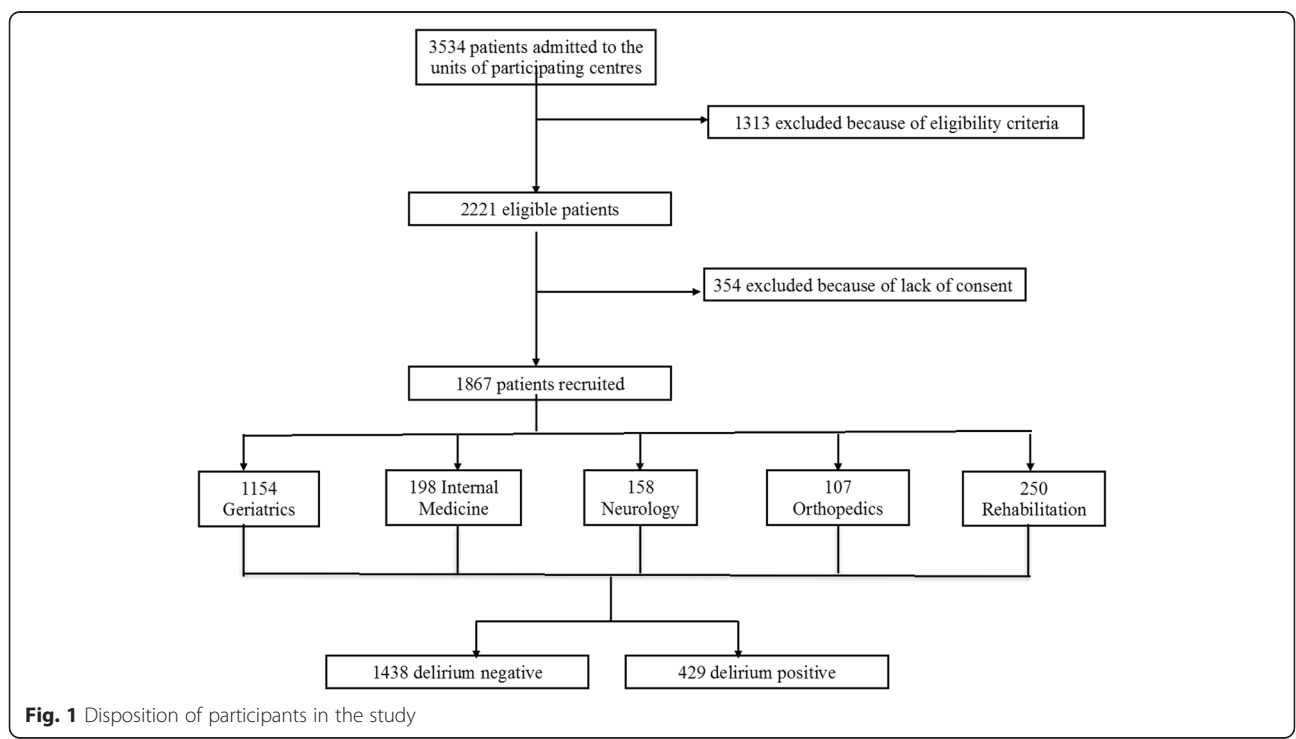 3534 patients admitted to the
units of participating centres
1313 excluded because of eligibility criteria
2221 eligible patients
354 excluded because of lack of consent
1867 patients recruited
1154
Geriatrics
198 Internal
Medicine
158
Neurology
107
Orthopedics
250
Rehabilitation
1438 delirium negative
429 delirium positive
Fig. 1 Disposition of participants in the study